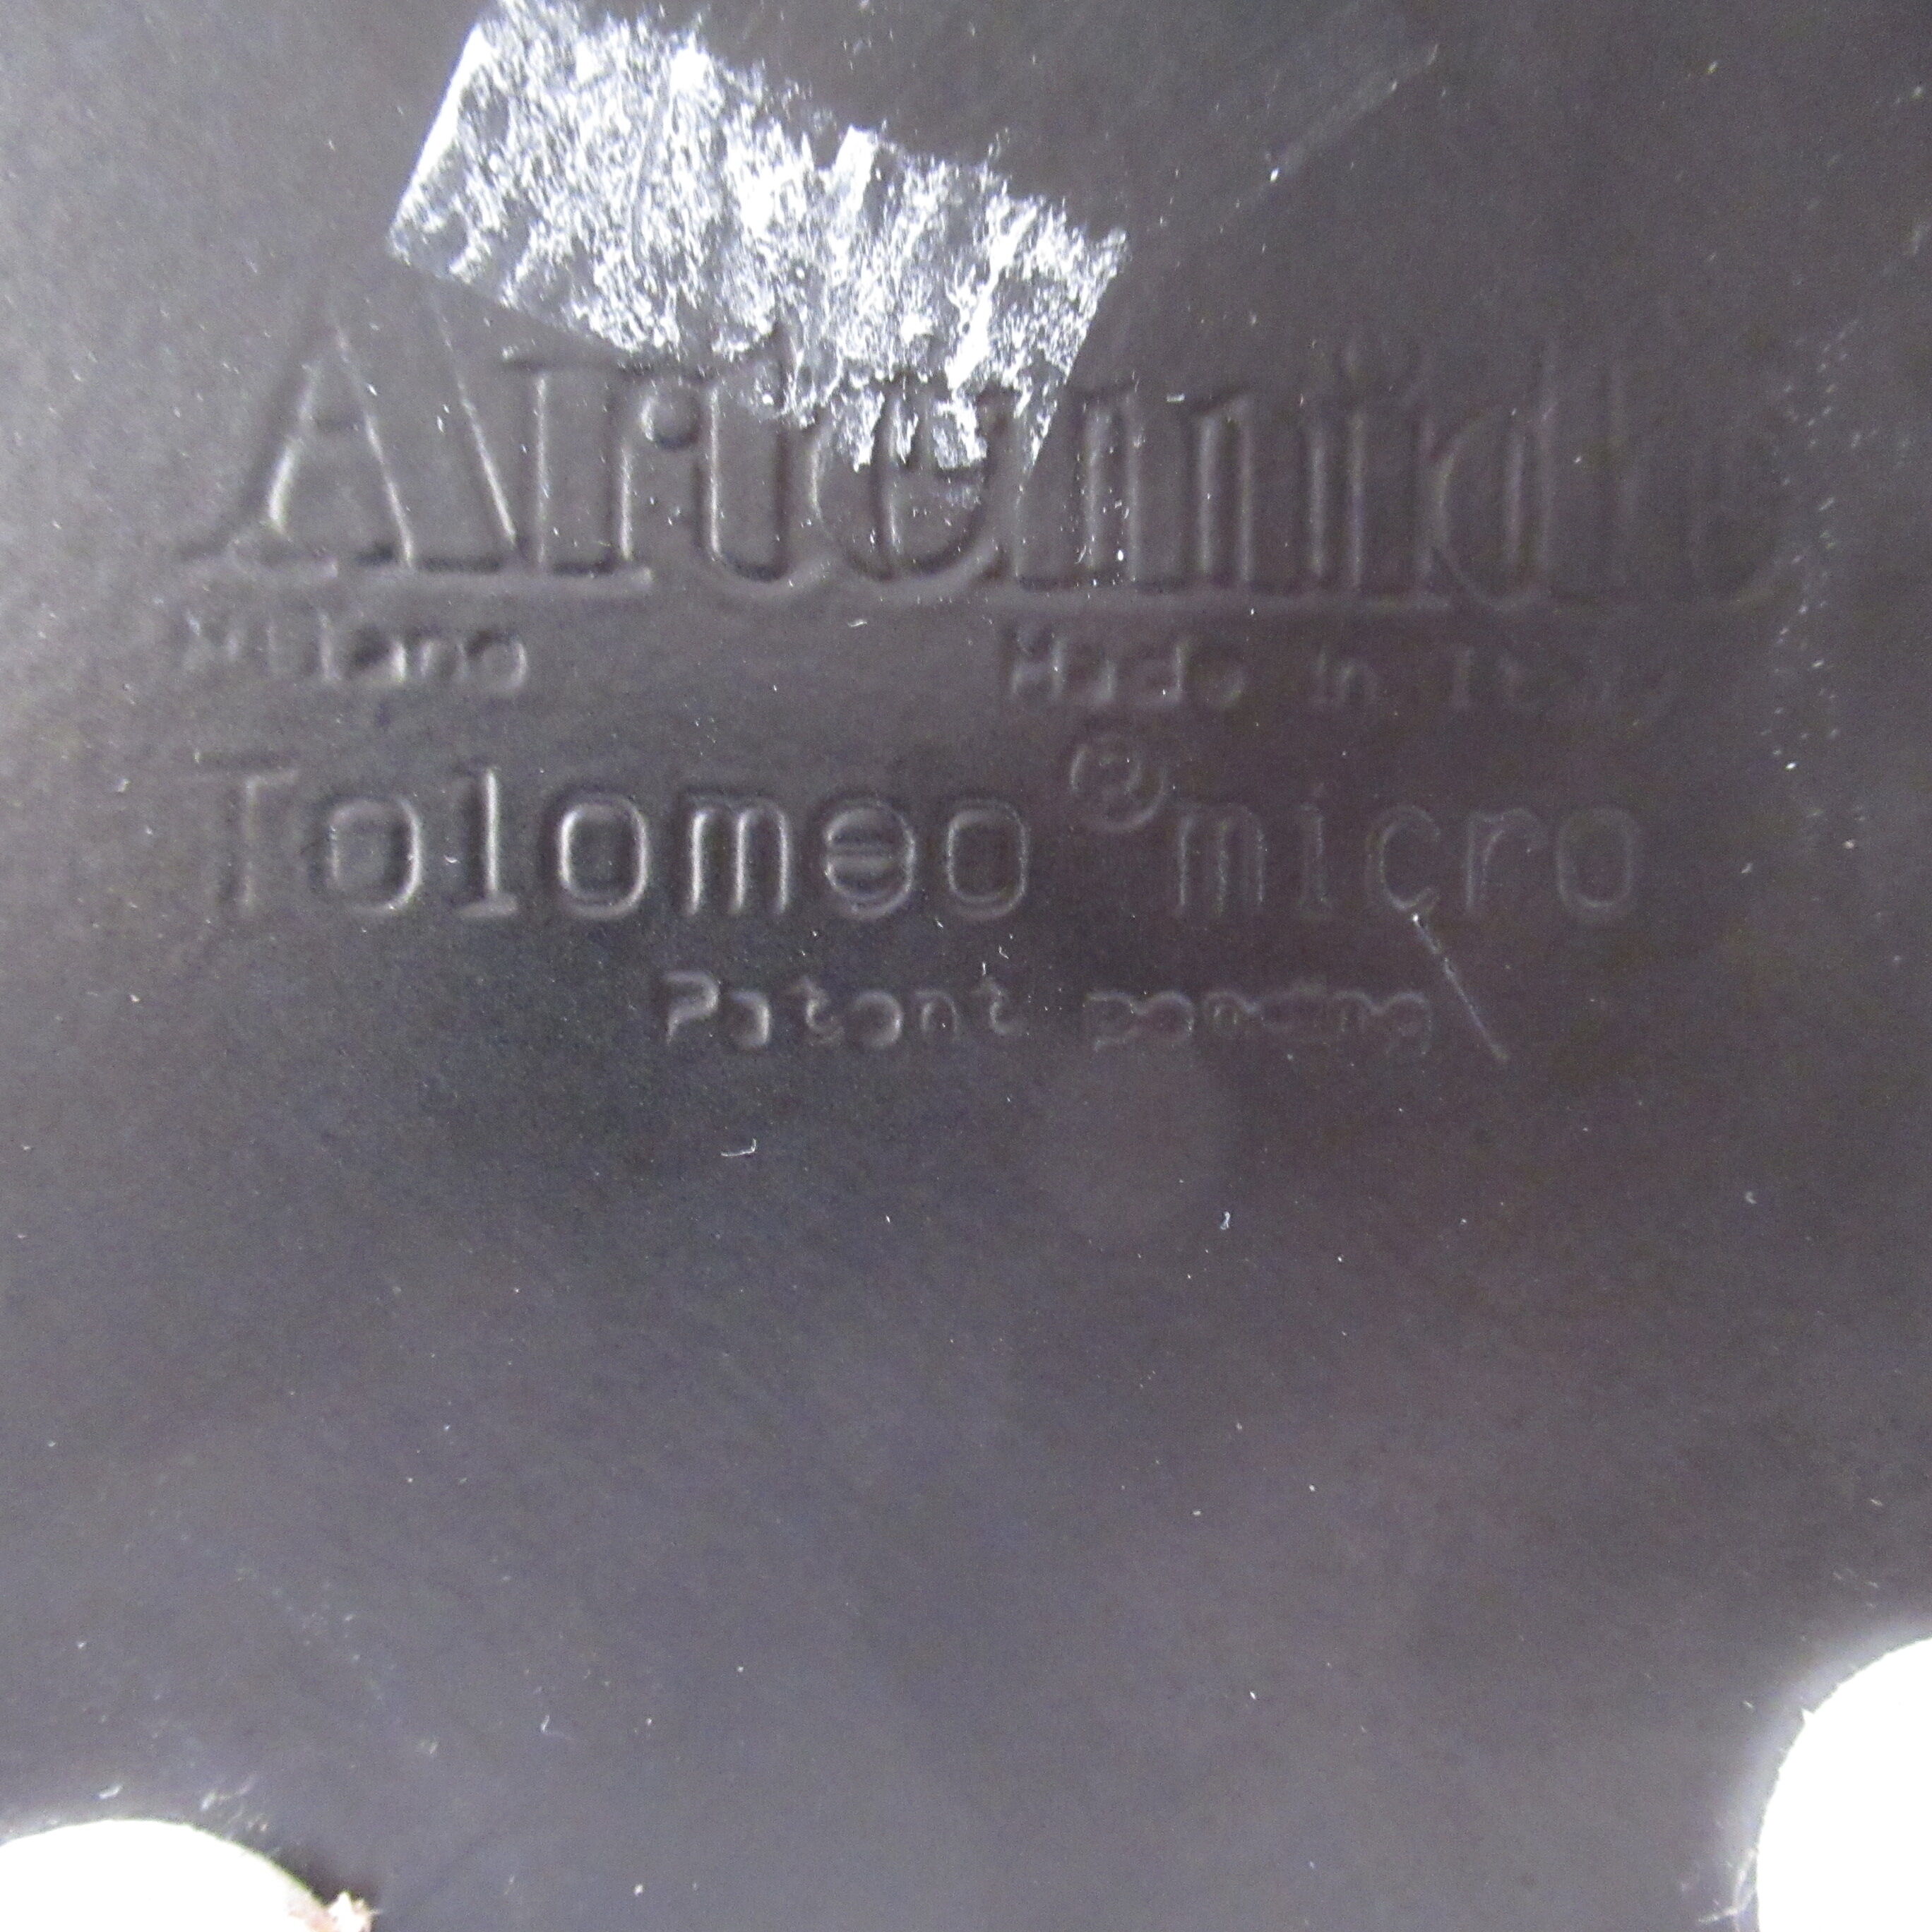 Artemide
Milano Made in Italy
Tolomeo® micro
Patent pending